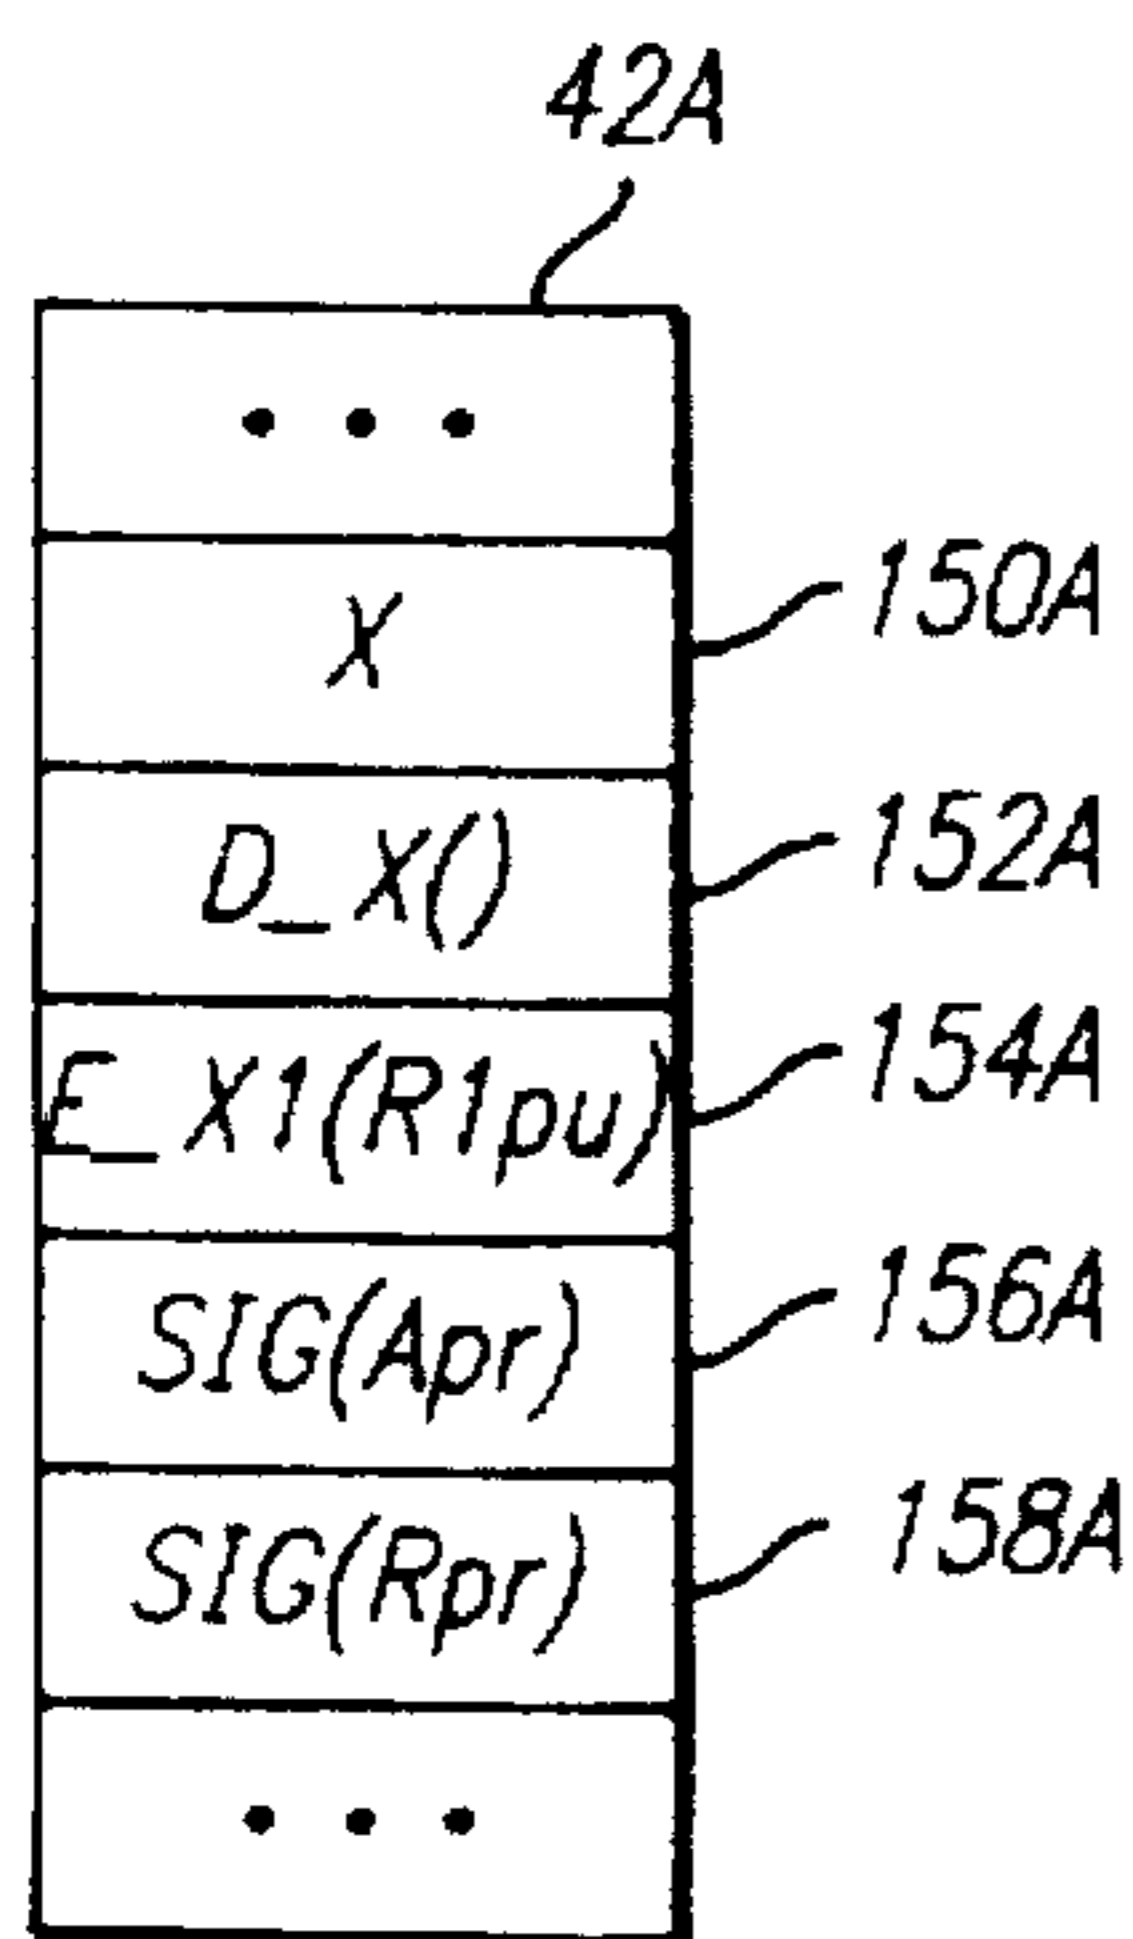 42A
• • •
X
150A
D_X()
152A
E_X1(R1pu)
154A
SIG(Apr)
156A
SIG(Rpr)
158A
• • •